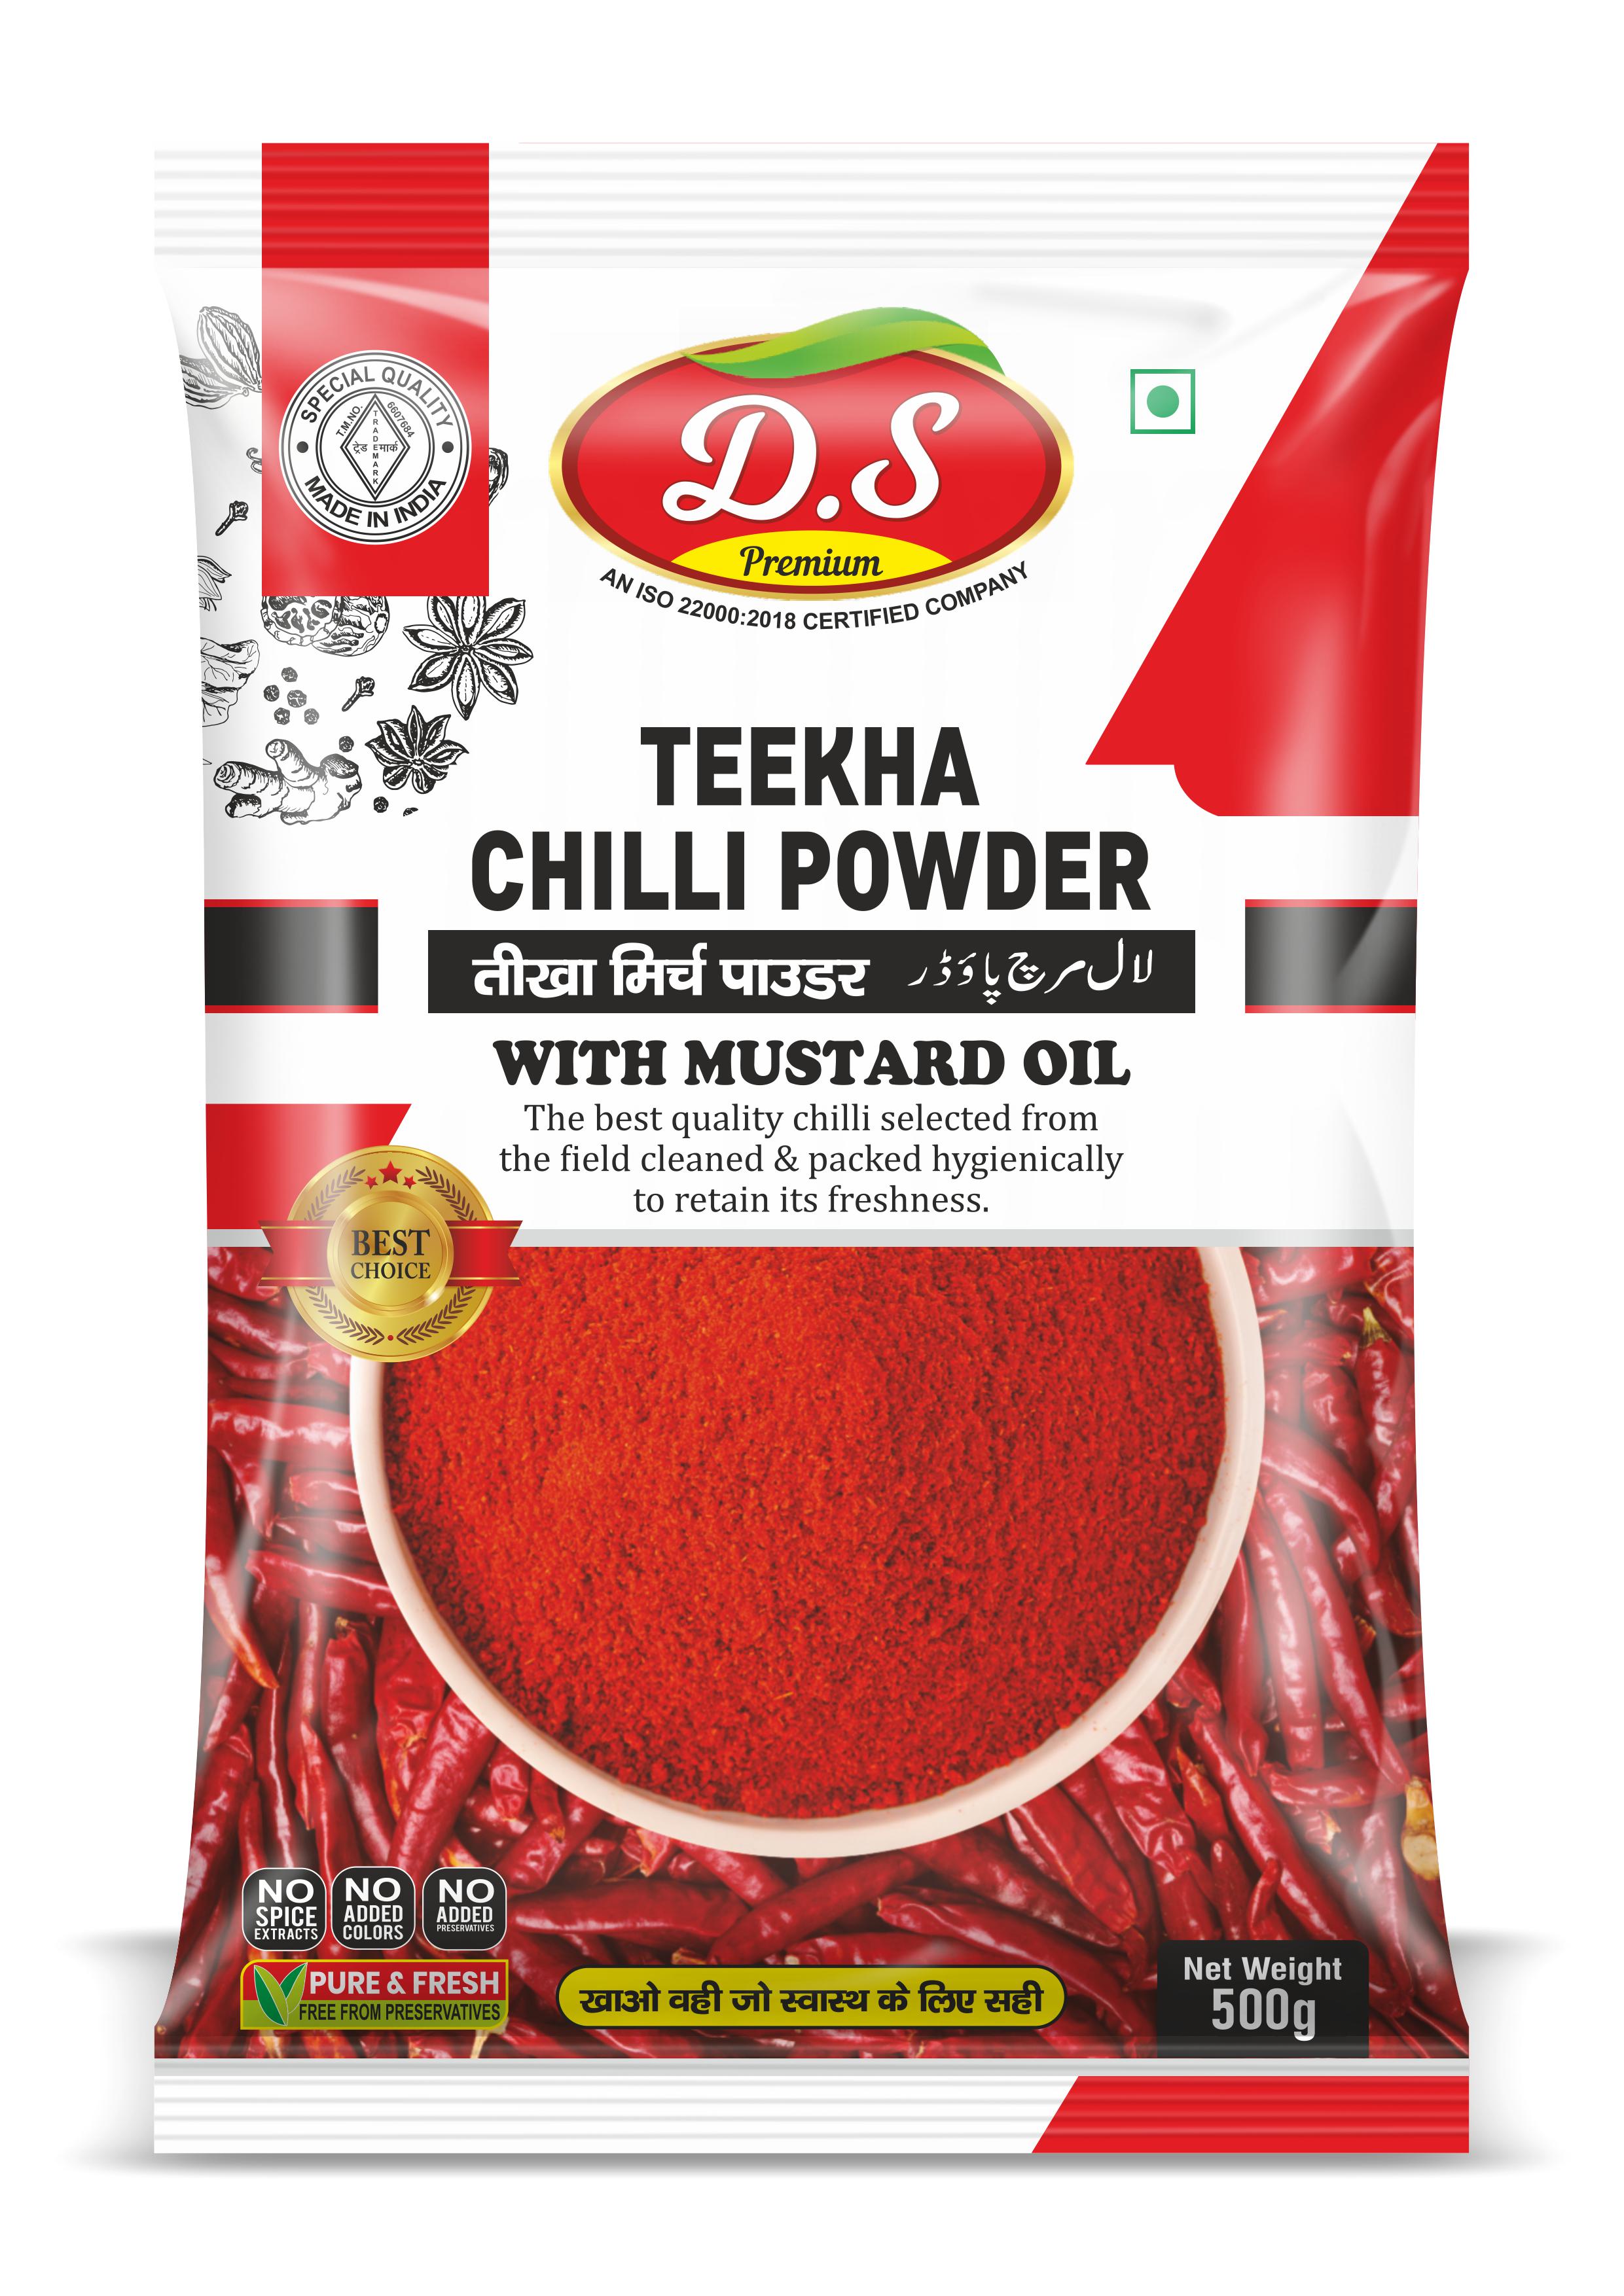 SPECIAL QUALITY
T.M.NO. 6607684
TRADEMARK
ट्रेड मार्क
MADE IN INDIA
D.S
Premium
AN ISO 22000:2018 CERTIFIED COMPANY
TEEKHA
CHILLI POWDER
तीखा मिर्च पाउडर لال مرچ پاؤڈر
WITH MUSTARD OIL
The best quality chilli selected from
the field cleaned & packed hygienically
to retain its freshness.
BEST
CHOICE
NO
SPICE
EXTRACTS
NO
ADDED
COLORS
NO
ADDED
PRESERVATIVES
PURE & FRESH
FREE FROM PRESERVATIVES
खाओ वही जो स्वास्थ के लिए सही
Net Weight
500g